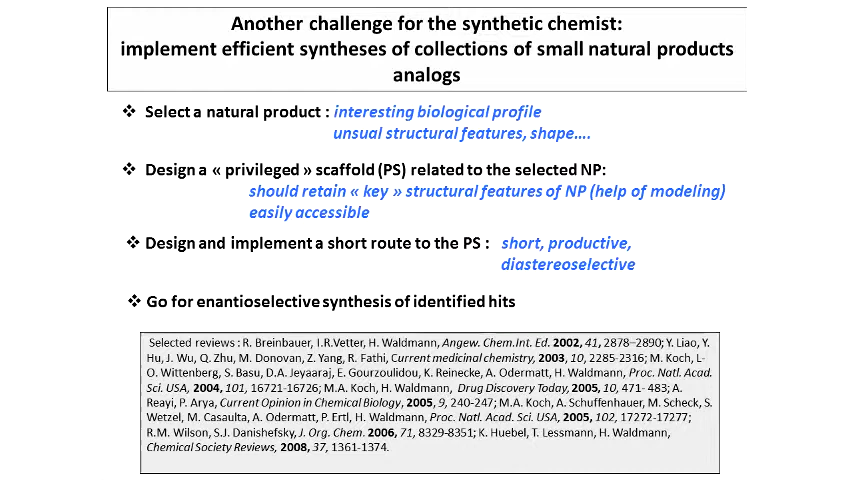 Another challenge for the synthetic chemist:
implement efficient syntheses of collections of small natural products
analogs
❖ Select a natural product : interesting biological profile
unsual structural features, shape….
❖ Design a « privileged » scaffold (PS) related to the selected NP:
should retain « key » structural features of NP (help of modeling)
easily accessible
❖ Design and implement a short route to the PS : short, productive,
diastereoselective
❖ Go for enantioselective synthesis of identified hits
Selected reviews : R. Breinbauer, I.R.Vetter, H. Waldmann, Angew. Chem.Int. Ed. 2002, 41, 2878–2890; Y. Liao, Y.
Hu, J. Wu, Q. Zhu, M. Donovan, Z. Yang, R. Fathi, Current medicinal chemistry, 2003, 10, 2285-2316; M. Koch, L-
O. Wittenberg, S. Basu, D.A. Jeyaaraj, E. Gourzoulidou, K. Reinecke, A. Odermatt, H. Waldmann, Proc. Natl. Acad.
Sci. USA, 2004, 101, 16721-16726; M.A. Koch, H. Waldmann, Drug Discovery Today, 2005, 10, 471- 483; A.
Reayi, P. Arya, Current Opinion in Chemical Biology, 2005, 9, 240-247; M.A. Koch, A. Schuffenhauer, M. Scheck, S.
Wetzel, M. Casaulta, A. Odermatt, P. Ertl, H. Waldmann, Proc. Natl. Acad. Sci. USA, 2005, 102, 17272-17277;
R.M. Wilson, S.J. Danishefsky, J. Org. Chem. 2006, 71, 8329-8351; K. Huebel, T. Lessmann, H. Waldmann,
Chemical Society Reviews, 2008, 37, 1361-1374.